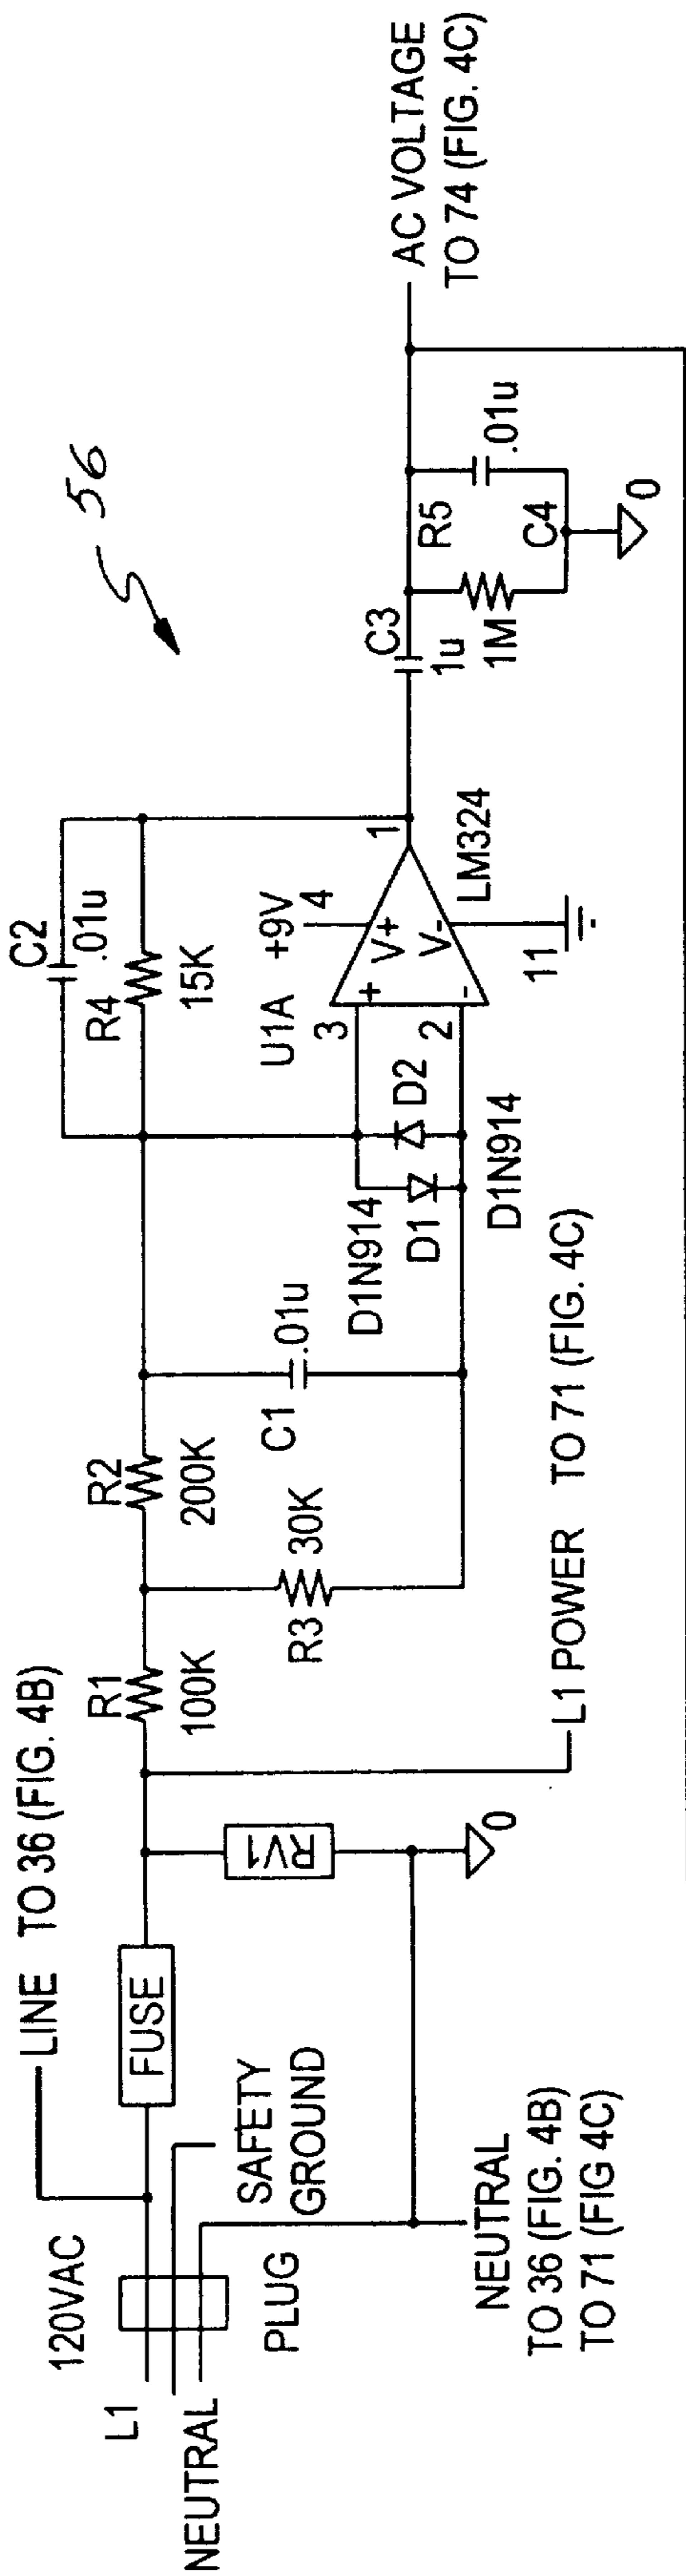 56
120VAC
L1
NEUTRAL
PLUG
SAFETY
GROUND
LINE TO 36 (FIG. 4B)
FUSE
RV1
0
NEUTRAL
TO 36 (FIG. 4B)
TO 71 (FIG 4C)
L1 POWER TO 71 (FIG. 4C)
R1
100K
R2
200K
R3
30K
C1
.01u
D1N914
D1
D2
D1N914
C2
.01u
R4
15K
U1A
+9V
3
4
+
V+
V-
-
2
1
11
LM324
C3
1u
R5
1M
C4
.01u
0
AC VOLTAGE
TO 74 (FIG. 4C)